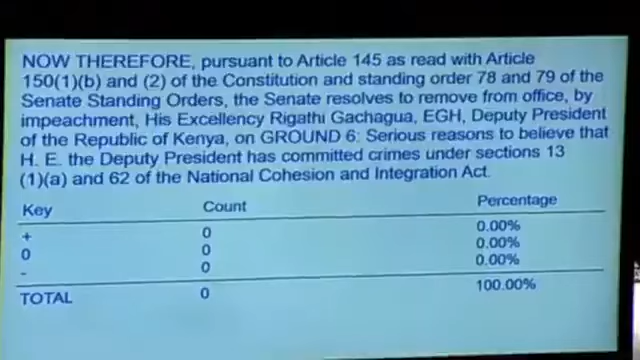 NOW THEREFORE, pursuant to Article 145 as read with Article
150(1)(b) and (2) of the Constitution and standing order 78 and 79 of the
Senate Standing Orders, the Senate resolves to remove from office, by
impeachment, His Excellency Rigathi Gachagua, EGH, Deputy President
of the Republic of Kenya, on GROUND 6: Serious reasons to believe that
H. E. the Deputy President has committed crimes under sections 13
(1)(a) and 62 of the National Cohesion and Integration Act.
Key Count Percentage
+ 0 0.00%
0 0 0.00%
- 0 0.00%
TOTAL 0 100.00%